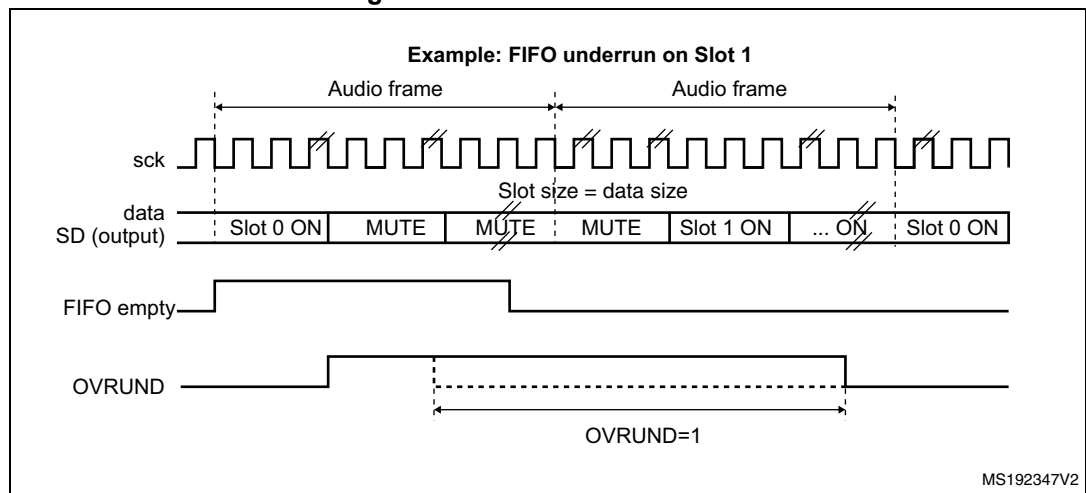 Example: FIFO underrun on Slot 1
Audio frame Audio frame
sck
Slot size = data size
data
SD (output)
Slot 0 ON MUTE MUTE MUTE Slot 1 ON ... ON Slot 0 ON
FIFO empty
OVRUND
OVRUND=1
MS192347V2